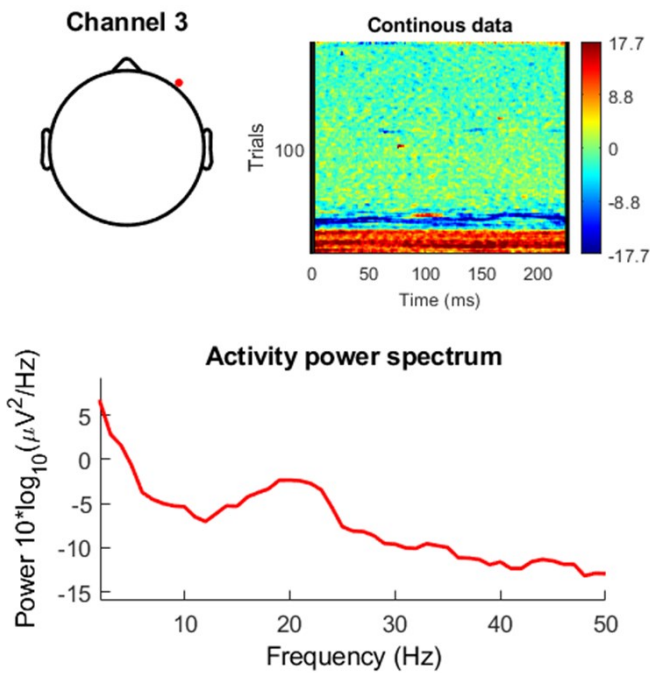 Channel 3
Continous data
Trials
100
17.7
8.8
0
-8.8
-17.7
0 50 100 150 200
Time (ms)
Activity power spectrum
Power 10*log₁₀(μV²/Hz)
5
0
-5
-10
-15
10 20 30 40 50
Frequency (Hz)